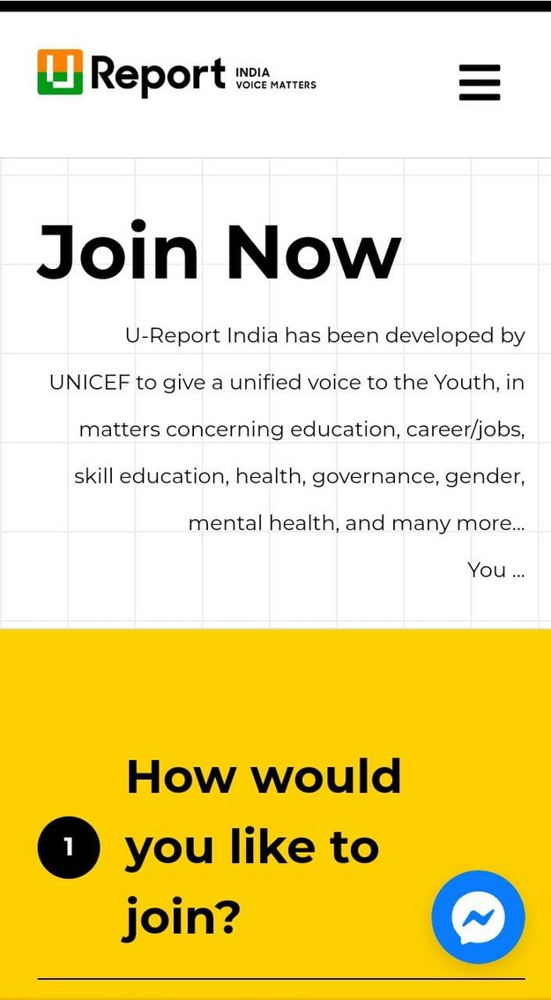 U Report INDIA
VOICE MATTERS
Join Now
U-Report India has been developed by
UNICEF to give a unified voice to the Youth, in
matters concerning education, career/jobs,
skill education, health, governance, gender,
mental health, and many more...
You ...
1
How would
you like to
join?